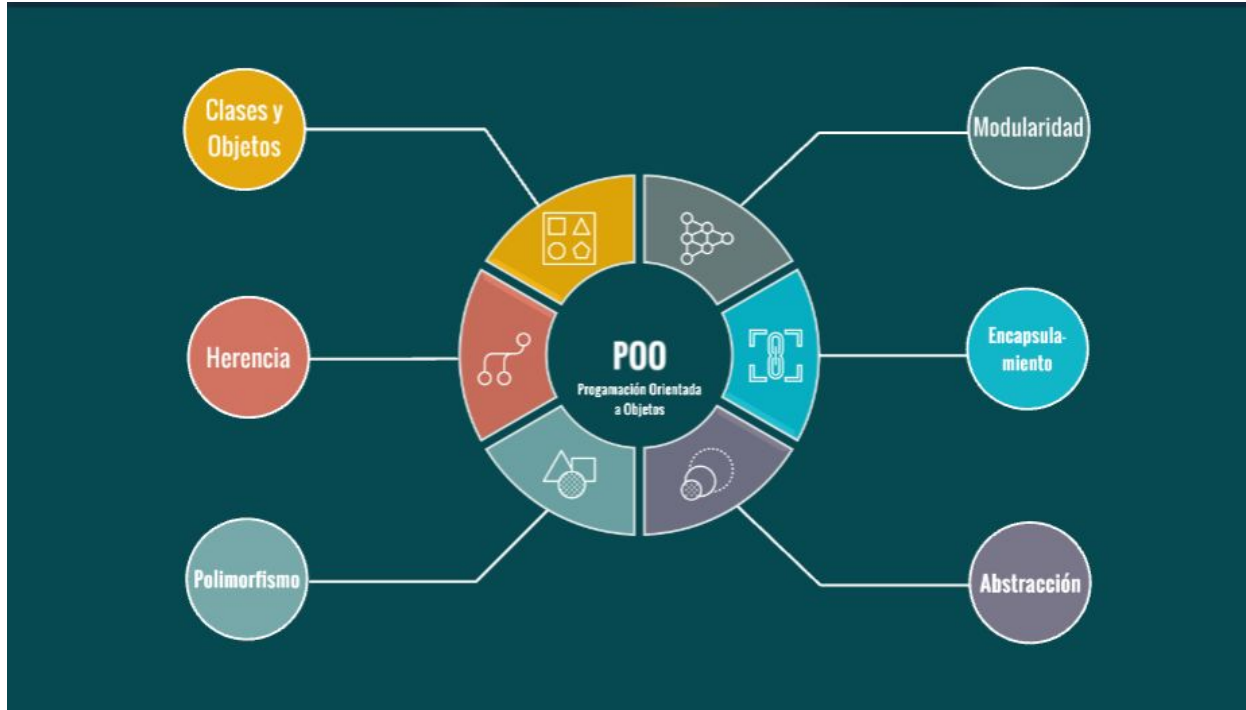 Clases y
Objetos
Modularidad
Herencia
POO
Progamación Orientada
a Objetos
Encapsula-
miento
Polimorfismo
Abstracción